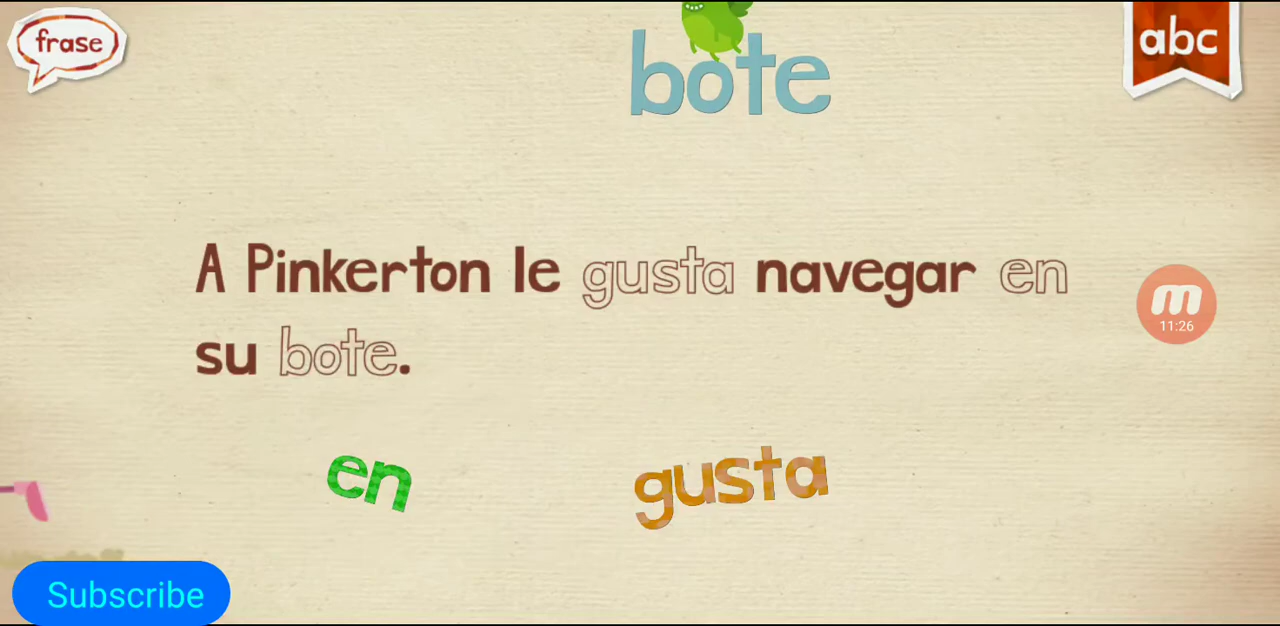 frase
bote
abc
A Pinkerton le gusta navegar en
su bote.
m
11:26
en
gusta
Subscribe